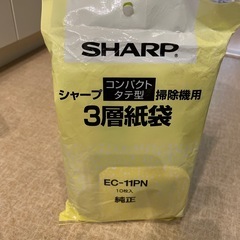 SHARP®
シャープ コンパクト タテ型 掃除機用
3層紙袋
EC-11PN
10枚入
純正